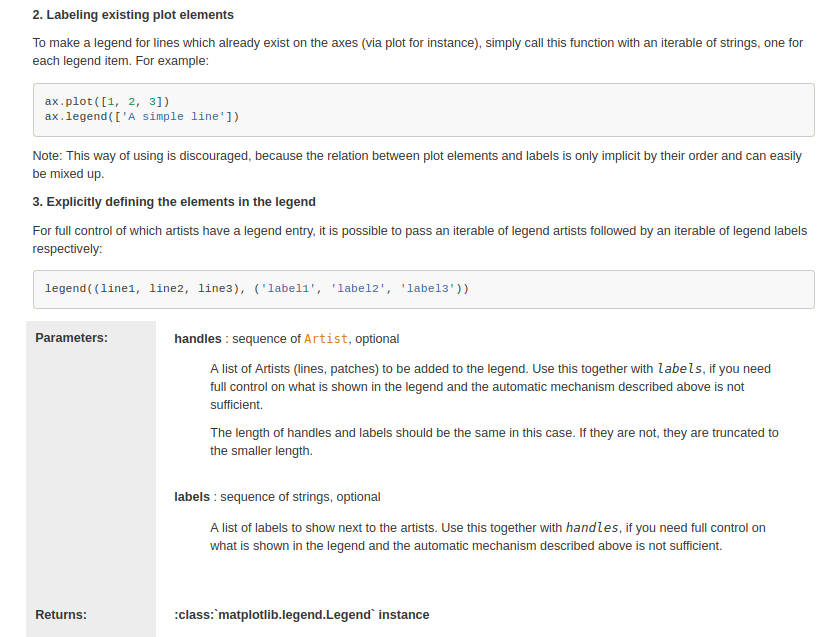 2. Labeling existing plot elements
To make a legend for lines which already exist on the axes (via plot for instance), simply call this function with an iterable of strings, one for
each legend item. For example:
ax.plot([1, 2, 3])
ax.legend(['A simple line'])
Note: This way of using is discouraged, because the relation between plot elements and labels is only implicit by their order and can easily
be mixed up.
3. Explicitly defining the elements in the legend
For full control of which artists have a legend entry, it is possible to pass an iterable of legend artists followed by an iterable of legend labels
respectively:
legend((line1, line2, line3), ('label1', 'label2', 'label3'))
Parameters:
handles : sequence of Artist, optional
A list of Artists (lines, patches) to be added to the legend. Use this together with labels, if you need
full control on what is shown in the legend and the automatic mechanism described above is not
sufficient.
The length of handles and labels should be the same in this case. If they are not, they are truncated to
the smaller length.
labels : sequence of strings, optional
A list of labels to show next to the artists. Use this together with handles, if you need full control on
what is shown in the legend and the automatic mechanism described above is not sufficient.
Returns:
:class:`matplotlib.legend.Legend` instance